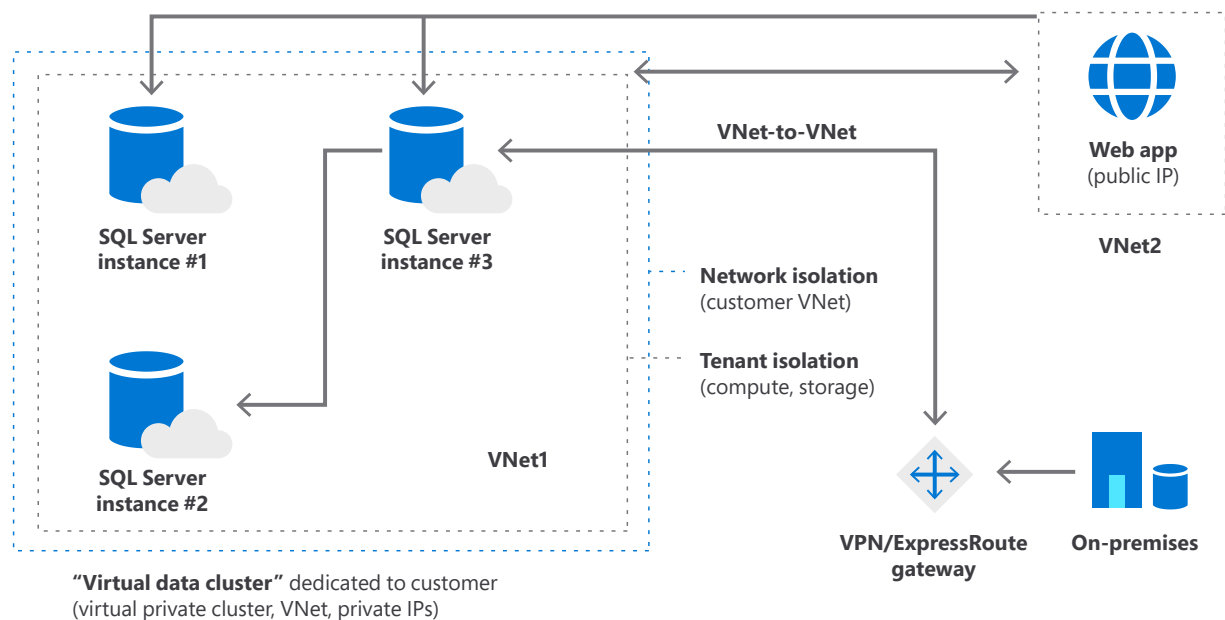 VNet-to-VNet
Web app
(public IP)
VNet2
SQL Server
instance #1
SQL Server
instance #3
Network isolation
(customer VNet)
Tenant isolation
(compute, storage)
VNet1
SQL Server
instance #2
VPN/ExpressRoute
gateway
On-premises
“Virtual data cluster” dedicated to customer
(virtual private cluster, VNet, private IPs)